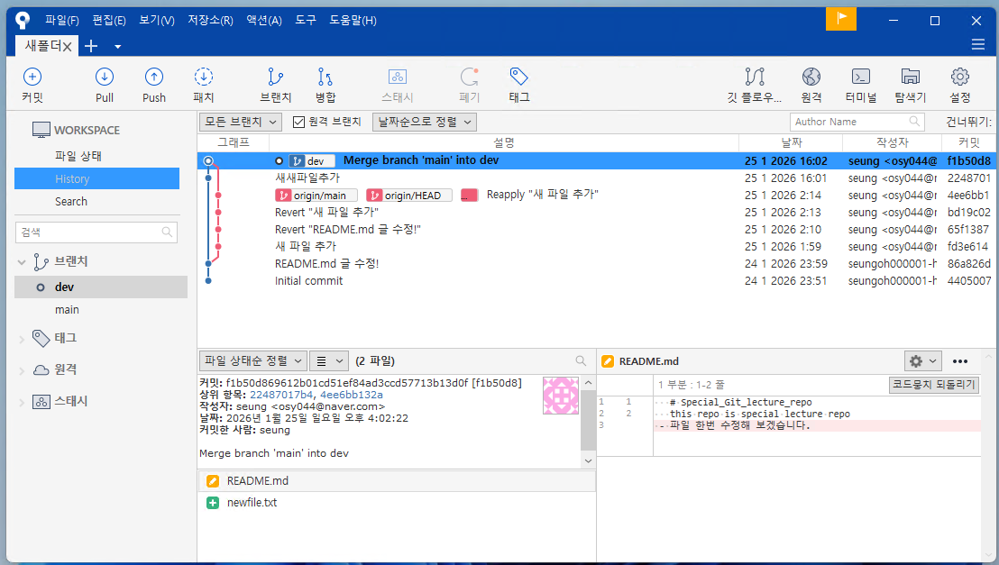 파일(F) 편집(E) 보기(V) 저장소(R) 액션(A) 도구 도움말(H)
새폴더
커밋 Pull Push 패치 브랜치 병합 스태시 폐기 태그 깃 플로우... 원격 터미널 탐색기 설정
WORKSPACE
파일 상태
History
Search
검색
브랜치
dev
main
태그
원격
스태시
모든 브랜치 원격 브랜치 날짜순으로 정렬 Author Name 건너뛰기:
그래프 설명 날짜 작성자 커밋
dev Merge branch 'main' into dev 25 1 2026 16:02 seung <osy044@ f1b50d8
새새파일추가 25 1 2026 16:01 seung <osy044@r 2248701
origin/main origin/HEAD ... Reapply "새 파일 추가" 25 1 2026 2:14 seung <osy044@r 4ee6bb1
Revert "새 파일 추가" 25 1 2026 2:13 seung <osy044@r bd19c02
Revert "README.md 글 수정!" 25 1 2026 2:10 seung <osy044@r 65f1387
새 파일 추가 25 1 2026 1:59 seung <osy044@r fd3e614
README.md 글 수정! 24 1 2026 23:59 seungoh000001-h 86a826d
Initial commit 24 1 2026 23:51 seungoh000001-h 4405007
파일 상태순 정렬 (2 파일)
커밋: f1b50d869612b01cd51ef84ad3ccd57713b13d0f [f1b50d8]
상위 항목: 22487017b4, 4ee6bb132a
작성자: seung <osy044@naver.com>
날짜: 2026년 1월 25일 일요일 오후 4:02:22
커밋한 사람: seung
Merge branch 'main' into dev
README.md
newfile.txt
README.md
1 부분 : 1-2 줄 코드뭉치 되돌리기
1 1 # Special_Git_lecture_repo
2 2 this repo is special lecture repo
3 - 파일 한번 수정해 보겠습니다.